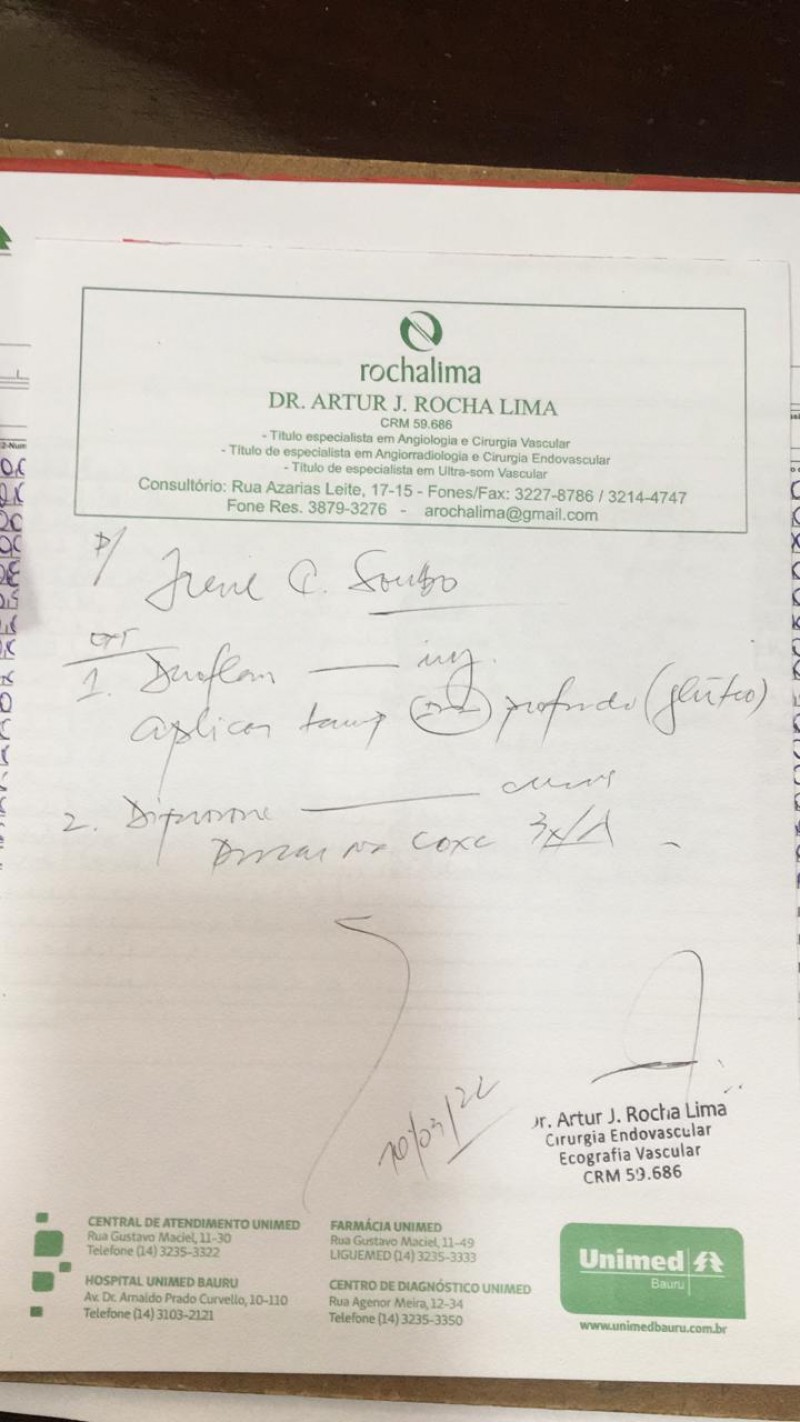 rochalima
DR. ARTUR J. ROCHA LIMA
CRM 59.686
- Título especialista em Angiologia e Cirurgia Vascular
- Título de especialista em Angiorradiologia e Cirurgia Endovascular
- Título de especialista em Ultra-som Vascular
Consultório: Rua Azarias Leite, 17-15 - Fones/Fax: 3227-8786 / 3214-4747
Fone Res. 3879-3276 - arochalima@gmail.com
P/ Irene C.
1. inj.
aplicar profundo (glúteo)
2.
na coxa 3x/
/03/22
Dr. Artur J. Rocha Lima
Cirurgia Endovascular
Ecografia Vascular
CRM 59.686
CENTRAL DE ATENDIMENTO UNIMED
Rua Gustavo Maciel, 11-30
Telefone (14) 3235-3322
HOSPITAL UNIMED BAURU
Av. Dr. Arnaldo Prado Curvello, 10-110
Telefone (14) 3103-2121
FARMÁCIA UNIMED
Rua Gustavo Maciel, 11-49
LIGUEMED (14) 3235-3333
CENTRO DE DIAGNÓSTICO UNIMED
Rua Agenor Meira, 12-34
Telefone (14) 3235-3350
Unimed
Bauru
www.unimedbauru.com.br